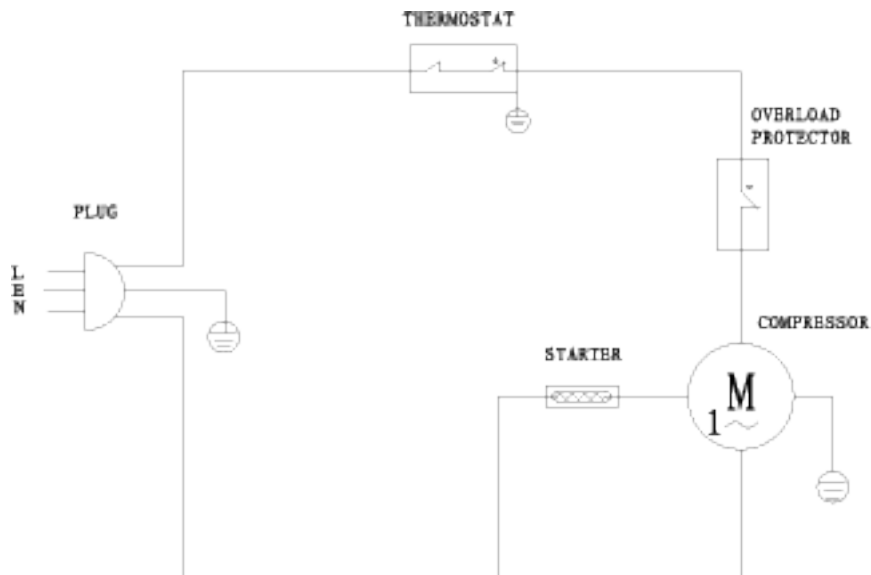 THERMOSTAT
OVERLOAD
PROTECTOR
PLUG
L
E
N
COMPRESSOR
STARTER
M
1~